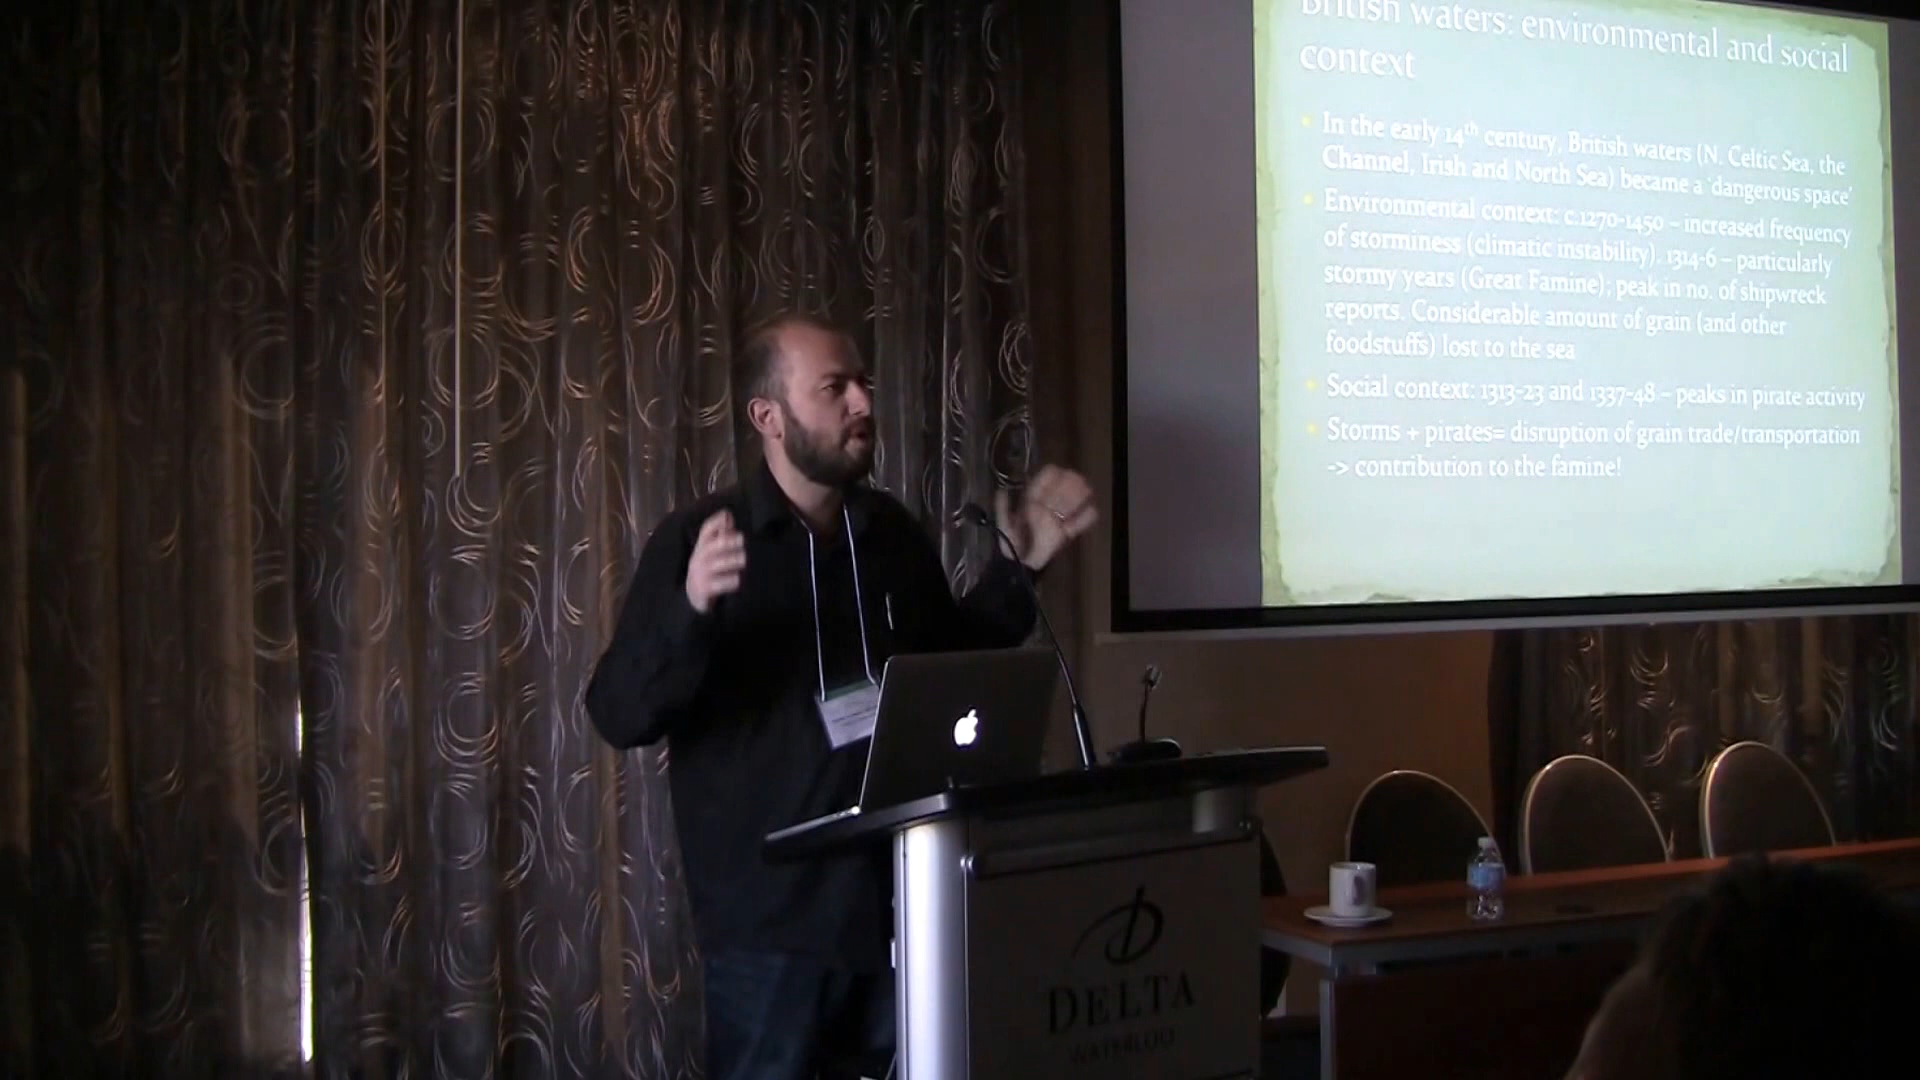 British waters: environmental and social
context
• In the early 14th century, British waters (N. Celtic Sea, the
Channel, Irish and North Sea) became a 'dangerous space'
• Environmental context: c.1270-1450 – increased frequency
of storminess (climatic instability). 1314-6 – particularly
stormy years (Great Famine); peak in no. of shipwreck
reports. Considerable amount of grain (and other
foodstuffs) lost to the sea
• Social context: 1313-23 and 1337-48 – peaks in pirate activity
• Storms + pirates= disruption of grain trade/transportation
-> contribution to the famine!
DELTA
WATERLOO